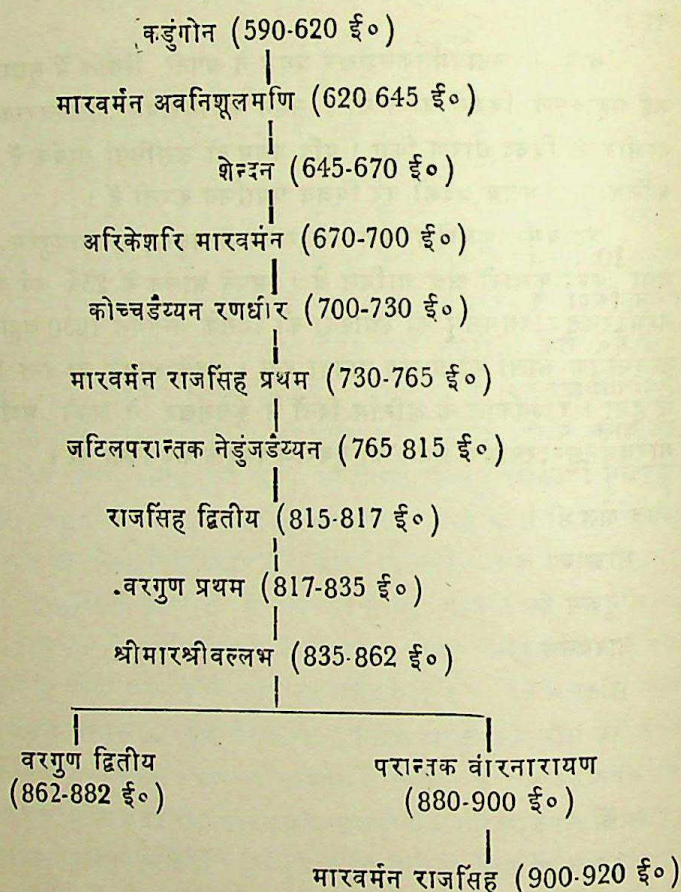 कडुंगोन (590-620 ई०)
मारवर्मन अवनिशूलमणि (620 645 ई०)
शेन्दन (645-670 ई०)
अरिकेशरि मारवर्मन (670-700 ई०)
कोच्चडैय्यन रणधीर (700-730 ई०)
मारवर्मन राजसिंह प्रथम (730-765 ई०)
जटिलपरान्तक नेडुंजडैय्यन (765 815 ई०)
राजसिंह द्वितीय (815-817 ई०)
वरगुण प्रथम (817-835 ई०)
श्रीमारश्रीवल्लभ (835-862 ई०)
वरगुण द्वितीय
(862-882 ई०)
परान्तक वारनारायण
(880-900 ई०)
मारवर्मन राजसिंह (900-920 ई०)